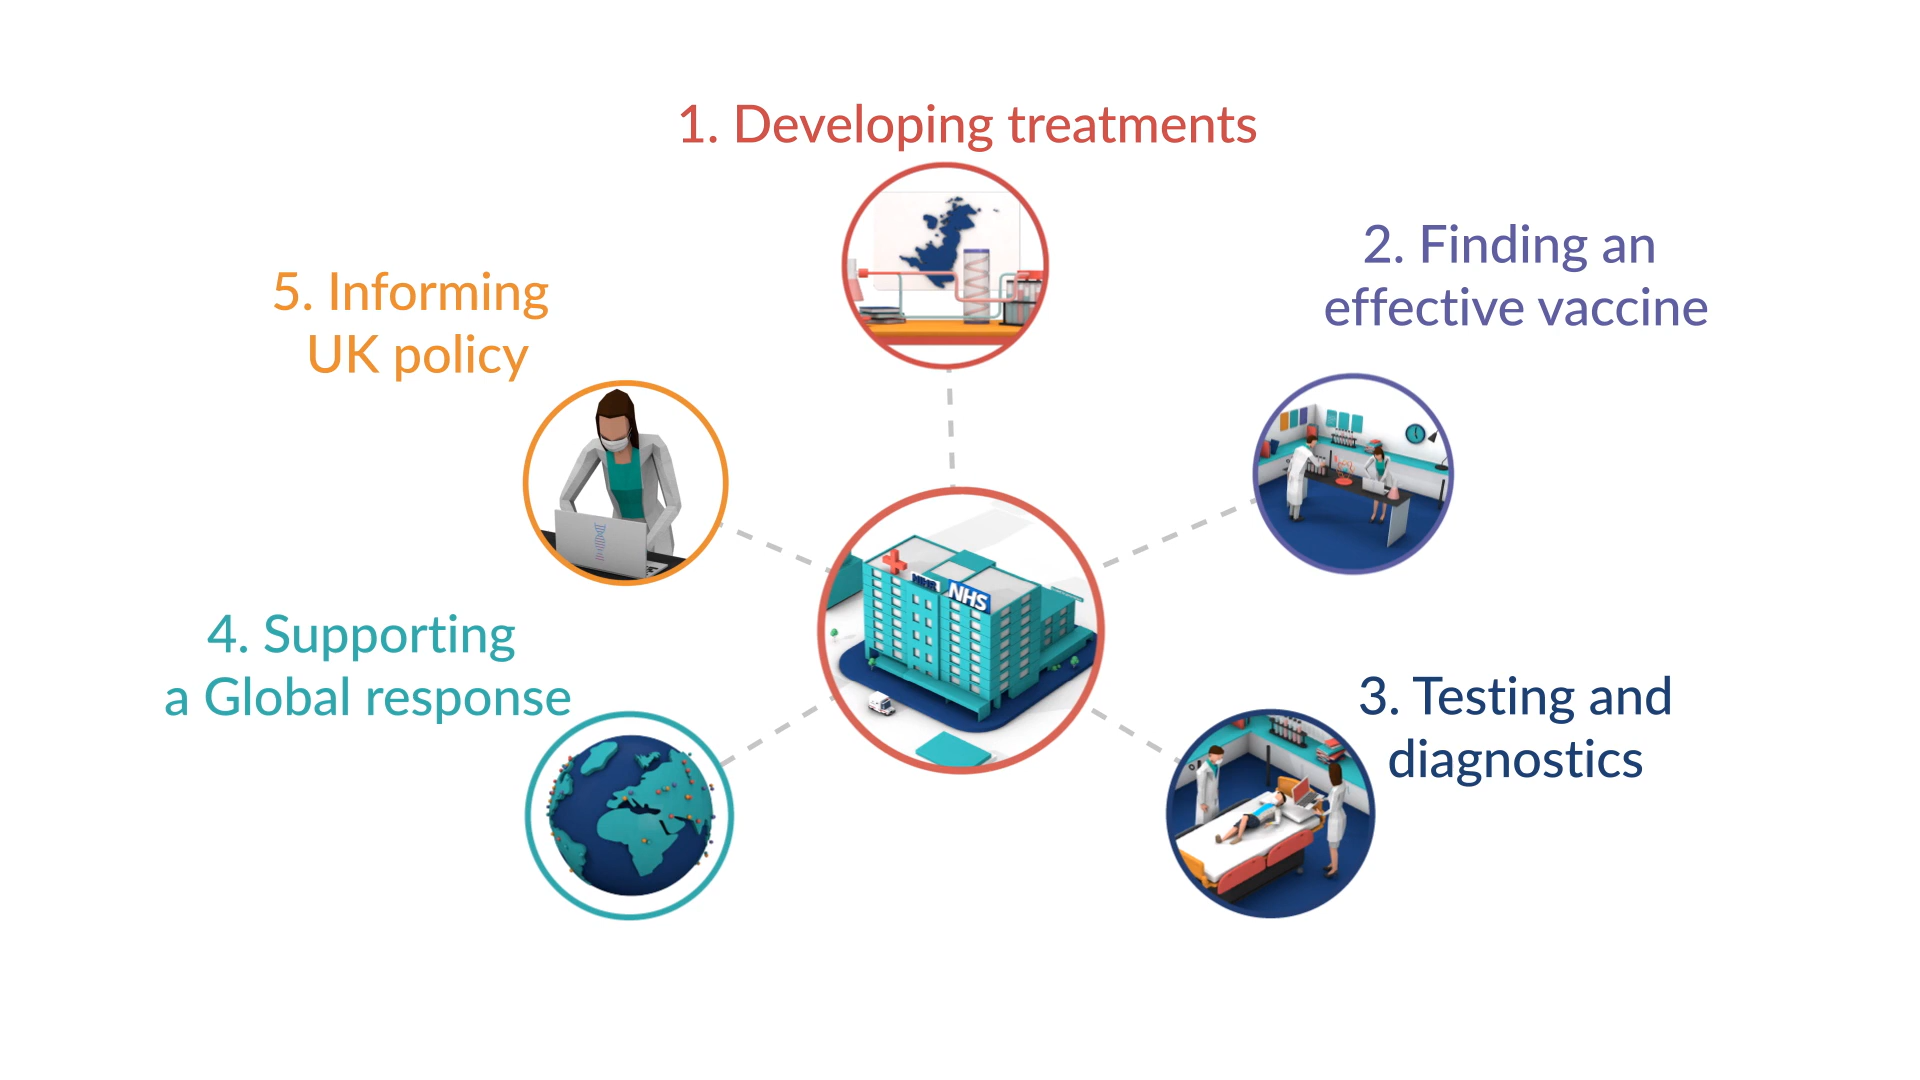 1. Developing treatments
2. Finding an
effective vaccine
3. Testing and
diagnostics
4. Supporting
a Global response
5. Informing
UK policy
NIHR
NHS